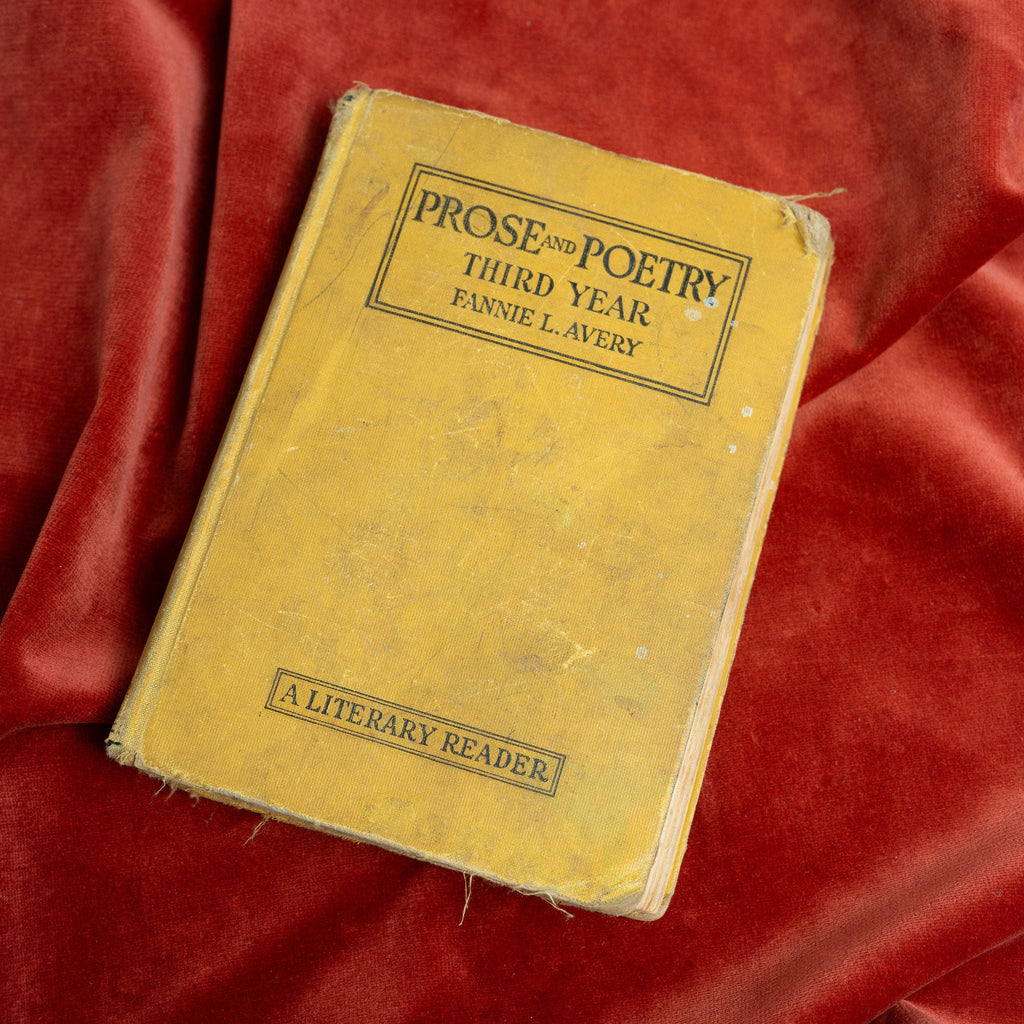 PROSE AND POETRY
THIRD YEAR
FANNIE L. AVERY
A LITERARY READER